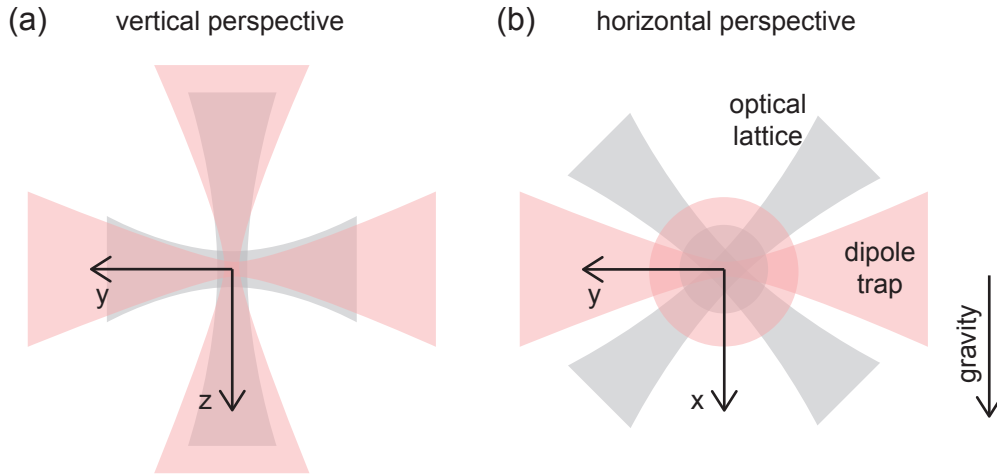 (a) vertical perspective
y
z
(b) horizontal perspective
optical
lattice
dipole
trap
y
x
gravity